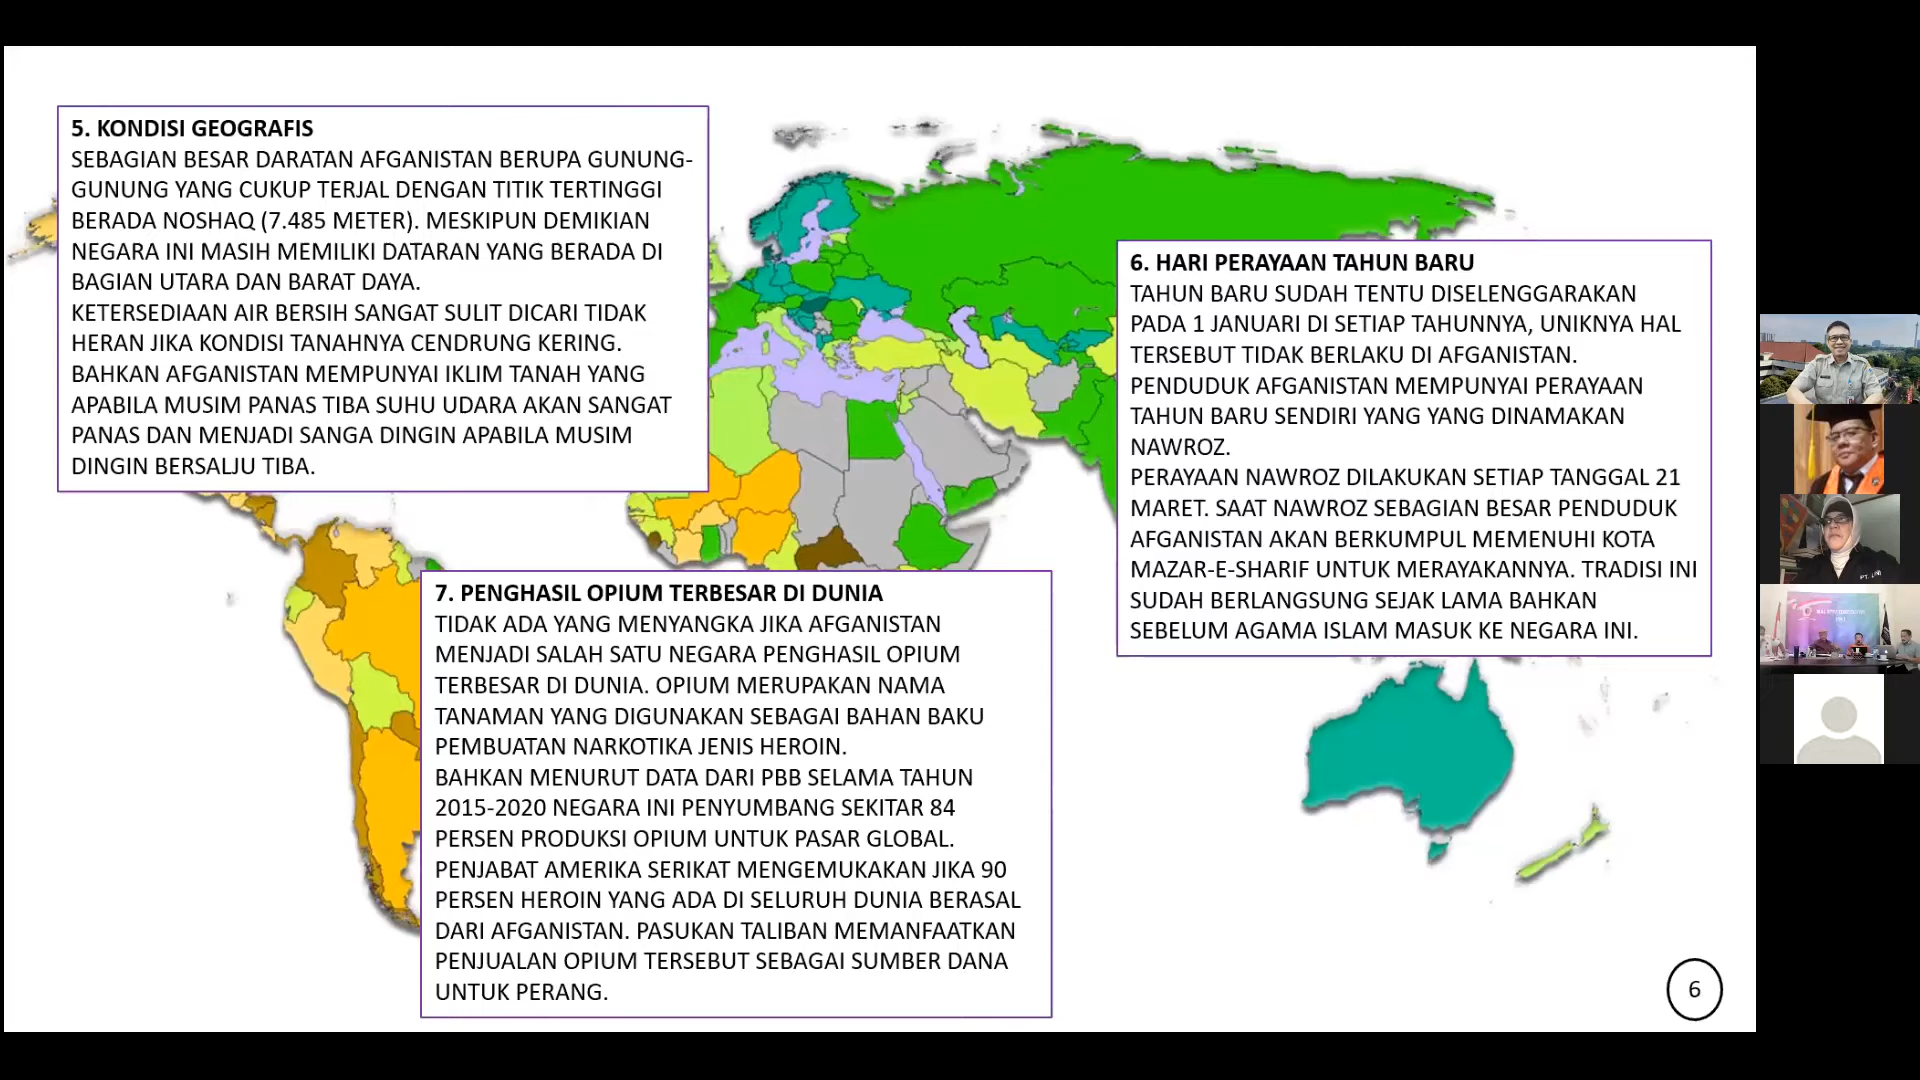 5. KONDISI GEOGRAFIS
SEBAGIAN BESAR DARATAN AFGANISTAN BERUPA GUNUNG-
GUNUNG YANG CUKUP TERJAL DENGAN TITIK TERTINGGI
BERADA NOSHAQ (7.485 METER). MESKIPUN DEMIKIAN
NEGARA INI MASIH MEMILIKI DATARAN YANG BERADA DI
BAGIAN UTARA DAN BARAT DAYA.
KETERSEDIAAN AIR BERSIH SANGAT SULIT DICARI TIDAK
HERAN JIKA KONDISI TANAHNYA CENDRUNG KERING.
BAHKAN AFGANISTAN MEMPUNYAI IKLIM TANAH YANG
APABILA MUSIM PANAS TIBA SUHU UDARA AKAN SANGAT
PANAS DAN MENJADI SANGA DINGIN APABILA MUSIM
DINGIN BERSALJU TIBA.
6. HARI PERAYAAN TAHUN BARU
TAHUN BARU SUDAH TENTU DISELENGGARAKAN
PADA 1 JANUARI DI SETIAP TAHUNNYA, UNIKNYA HAL
TERSEBUT TIDAK BERLAKU DI AFGANISTAN.
PENDUDUK AFGANISTAN MEMPUNYAI PERAYAAN
TAHUN BARU SENDIRI YANG YANG DINAMAKAN
NAWROZ.
PERAYAAN NAWROZ DILAKUKAN SETIAP TANGGAL 21
MARET. SAAT NAWROZ SEBAGIAN BESAR PENDUDUK
AFGANISTAN AKAN BERKUMPUL MEMENUHI KOTA
MAZAR-E-SHARIF UNTUK MERAYAKANNYA. TRADISI INI
SUDAH BERLANGSUNG SEJAK LAMA BAHKAN
SEBELUM AGAMA ISLAM MASUK KE NEGARA INI.
7. PENGHASIL OPIUM TERBESAR DI DUNIA
TIDAK ADA YANG MENYANGKA JIKA AFGANISTAN
MENJADI SALAH SATU NEGARA PENGHASIL OPIUM
TERBESAR DI DUNIA. OPIUM MERUPAKAN NAMA
TANAMAN YANG DIGUNAKAN SEBAGAI BAHAN BAKU
PEMBUATAN NARKOTIKA JENIS HEROIN.
BAHKAN MENURUT DATA DARI PBB SELAMA TAHUN
2015-2020 NEGARA INI PENYUMBANG SEKITAR 84
PERSEN PRODUKSI OPIUM UNTUK PASAR GLOBAL.
PENJABAT AMERIKA SERIKAT MENGEMUKAKAN JIKA 90
PERSEN HEROIN YANG ADA DI SELURUH DUNIA BERASAL
DARI AFGANISTAN. PASUKAN TALIBAN MEMANFAATKAN
PENJUALAN OPIUM TERSEBUT SEBAGAI SUMBER DANA
UNTUK PERANG.
6